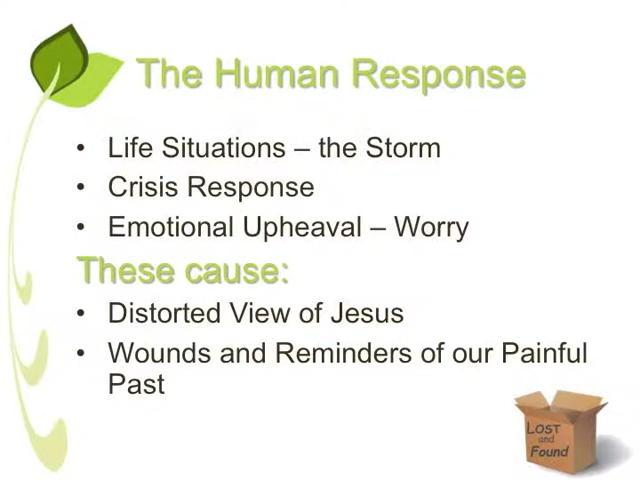 The Human Response
• Life Situations – the Storm
• Crisis Response
• Emotional Upheaval – Worry
These cause:
• Distorted View of Jesus
• Wounds and Reminders of our Painful
Past
LOST
and
Found